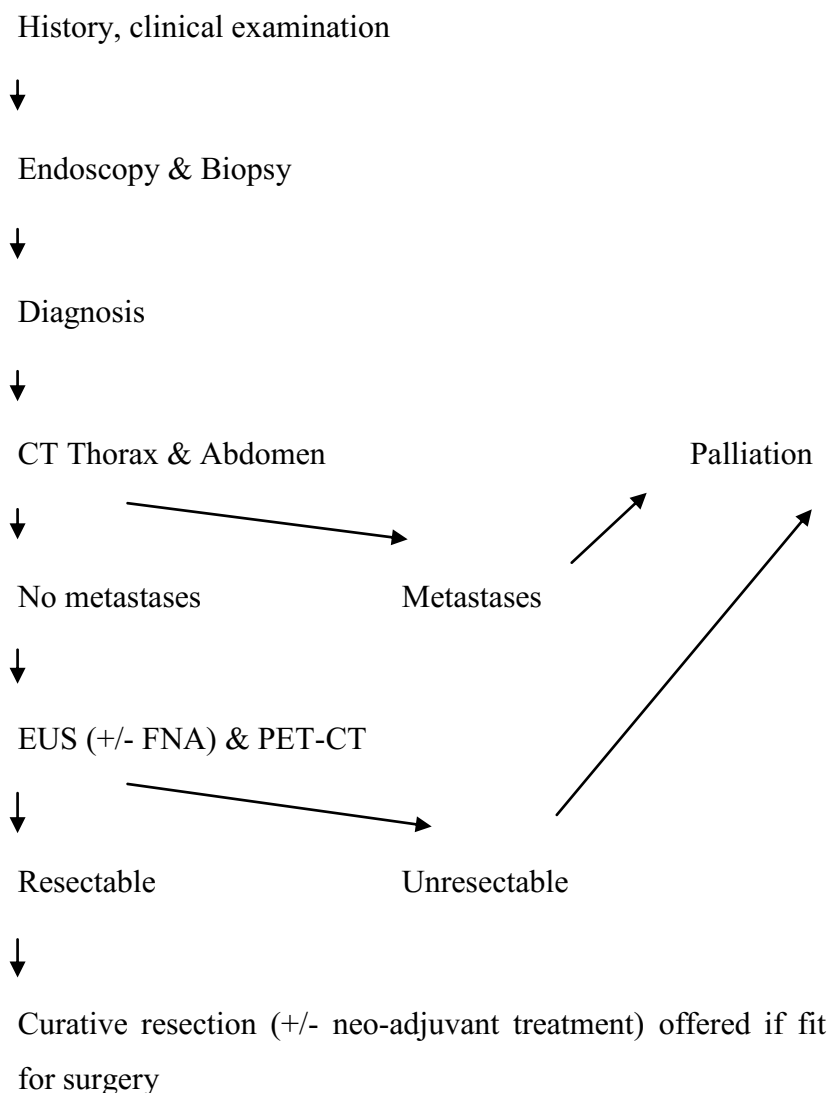 History, clinical examination
Endoscopy & Biopsy
Diagnosis
CT Thorax & Abdomen
Palliation
No metastases
Metastases
EUS (+/- FNA) & PET-CT
Resectable
Unresectable
Curative resection (+/- neo-adjuvant treatment) offered if fit
for surgery